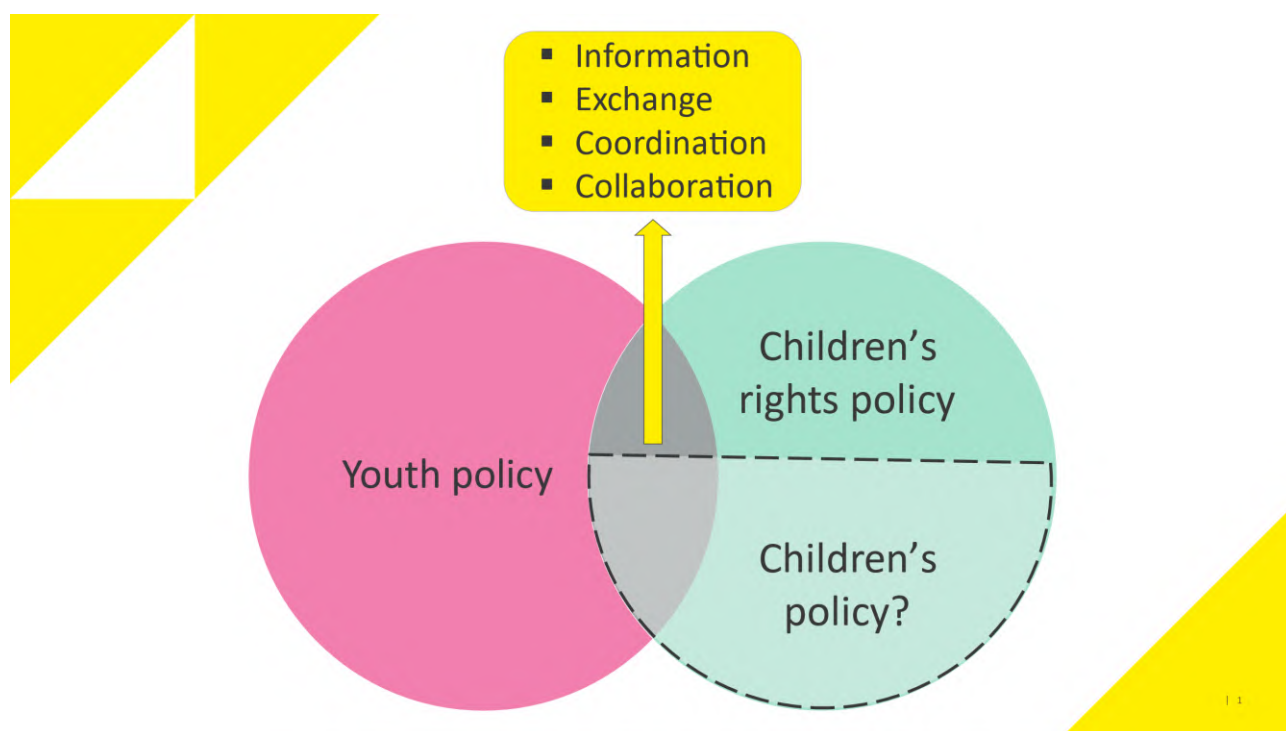 ▪ Information
▪ Exchange
▪ Coordination
▪ Collaboration
Children's
rights policy
Youth policy
Children's
policy?
| 1